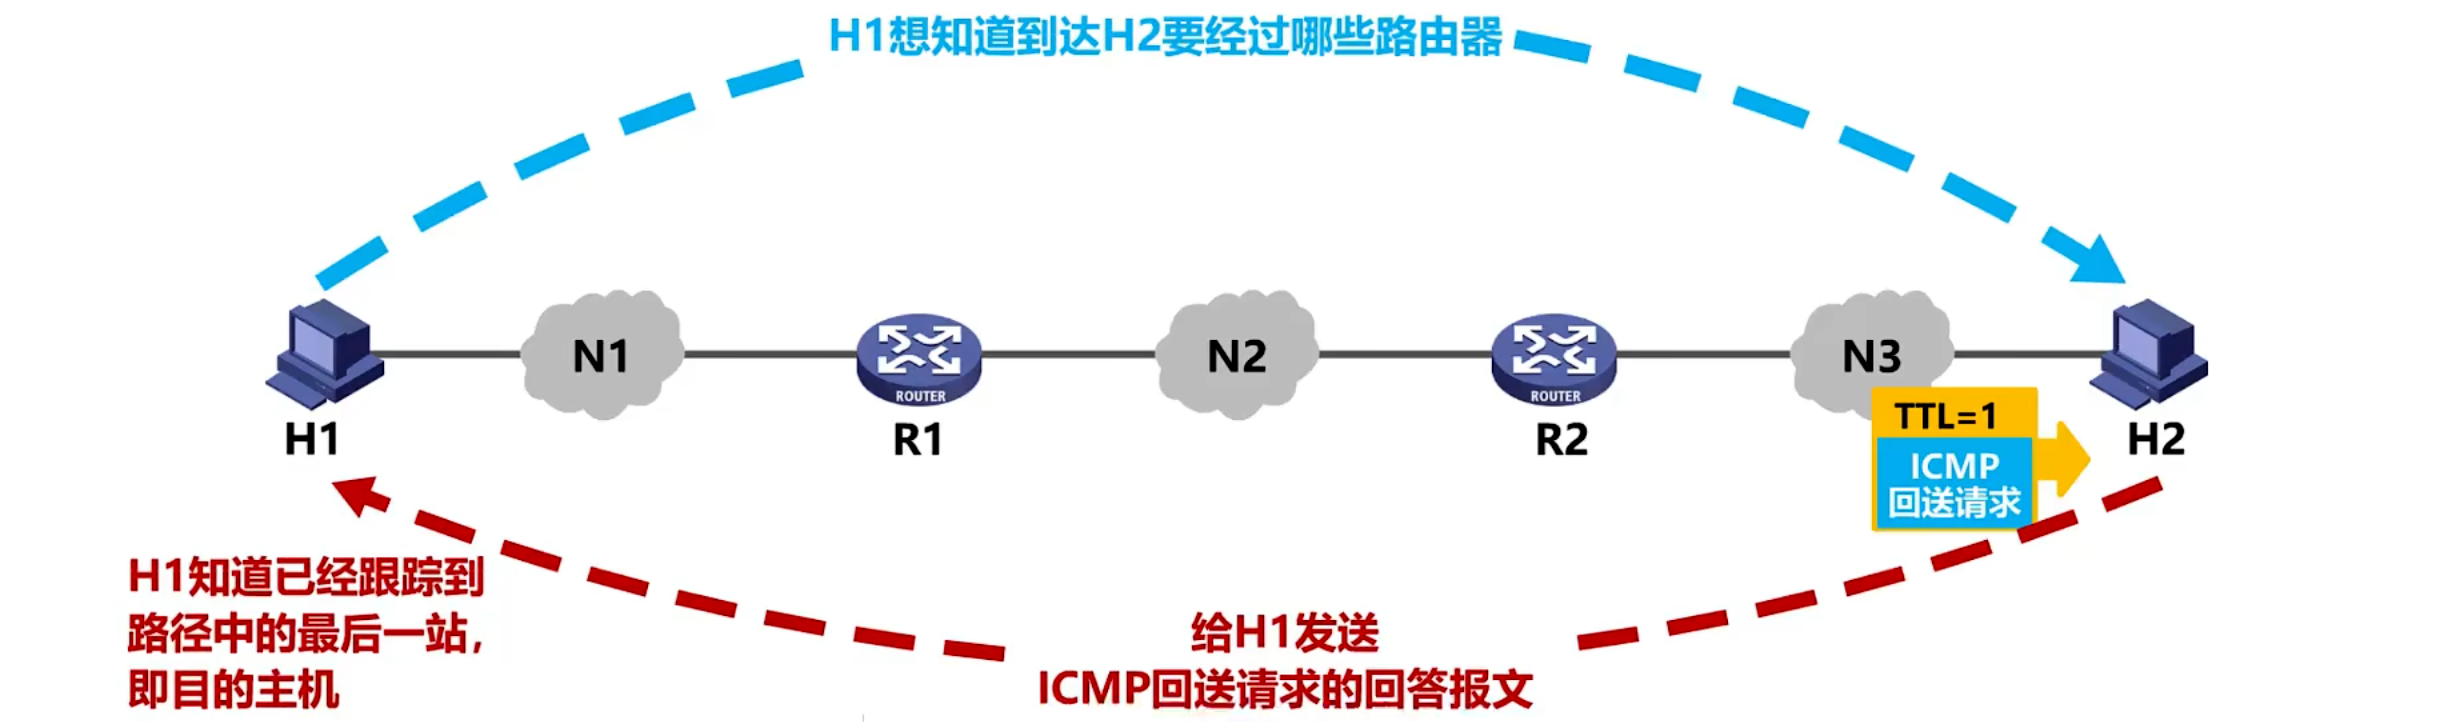 H1想知道到达H2要经过哪些路由器
N1
N2
N3
ROUTER
ROUTER
TTL=1
ICMP
回送请求
H1
R1
R2
H2
H1知道已经跟踪到
路径中的最后一站，
即目的主机
给H1发送
ICMP回送请求的回答报文